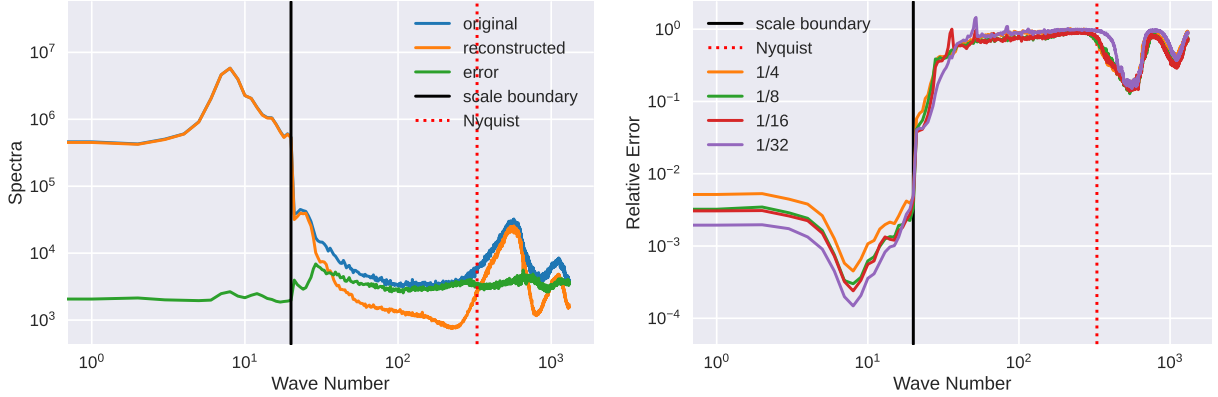 Spectra
10^7
10^6
10^5
10^4
10^3
10^0
10^1
10^2
10^3
Wave Number
original
reconstructed
error
scale boundary
Nyquist
Relative Error
10^0
10^−1
10^−2
10^−3
10^−4
10^0
10^1
10^2
10^3
Wave Number
scale boundary
Nyquist
1/4
1/8
1/16
1/32